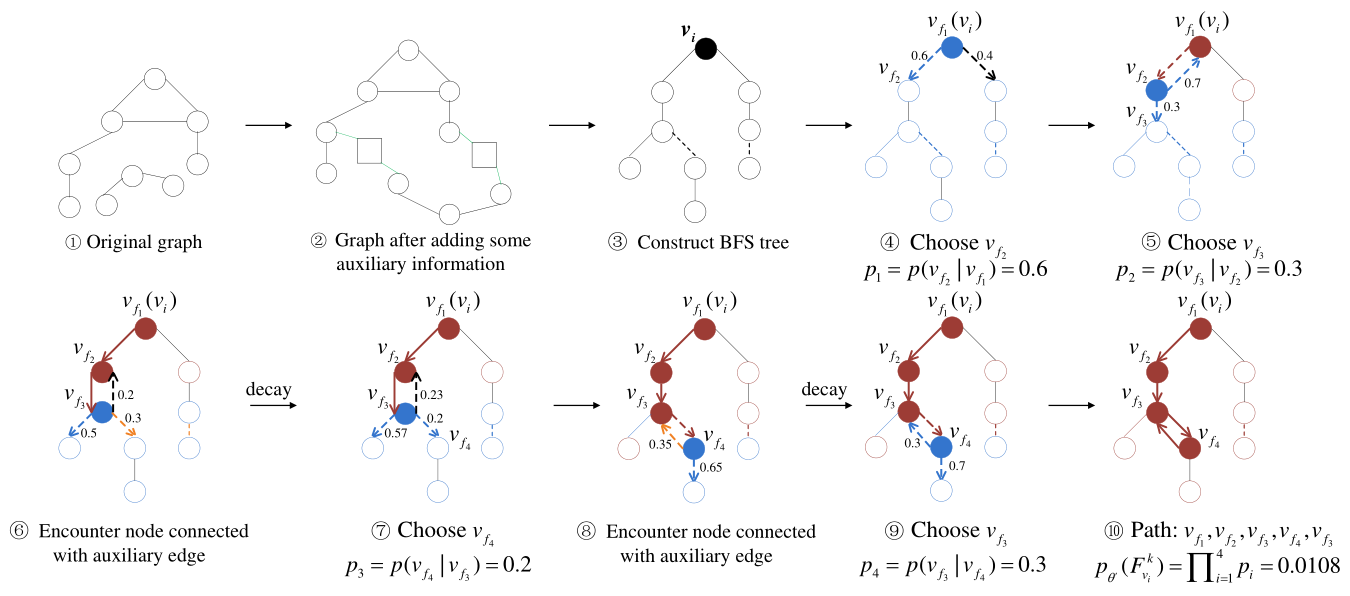 ① Original graph
② Graph after adding some
auxiliary information
v_i
③ Construct BFS tree
v_{f_1}(v_i)
0.6
0.4
v_{f_2}
④ Choose v_{f_2}
p_1 = p(v_{f_2} | v_{f_1}) = 0.6
v_{f_1}(v_i)
v_{f_2}
0.7
v_{f_3}
0.3
⑤ Choose v_{f_3}
p_2 = p(v_{f_3} | v_{f_2}) = 0.3
v_{f_1}(v_i)
v_{f_2}
v_{f_3}
0.2
0.3
0.5
⑥ Encounter node connected
with auxiliary edge
decay
v_{f_1}(v_i)
v_{f_2}
v_{f_3}
0.23
0.2
0.57
v_{f_4}
⑦ Choose v_{f_4}
p_3 = p(v_{f_4} | v_{f_3}) = 0.2
v_{f_1}(v_i)
v_{f_2}
v_{f_3}
v_{f_4}
0.35
0.65
⑧ Encounter node connected
with auxiliary edge
decay
v_{f_1}(v_i)
v_{f_2}
v_{f_3}
v_{f_4}
0.3
0.7
⑨ Choose v_{f_3}
p_4 = p(v_{f_3} | v_{f_4}) = 0.3
v_{f_1}(v_i)
v_{f_2}
v_{f_3}
v_{f_4}
⑩ Path: v_{f_1}, v_{f_2}, v_{f_3}, v_{f_4}, v_{f_3}
p_{θ'}(F_{v_i}^k) = ∏_{i=1}^4 p_i = 0.0108